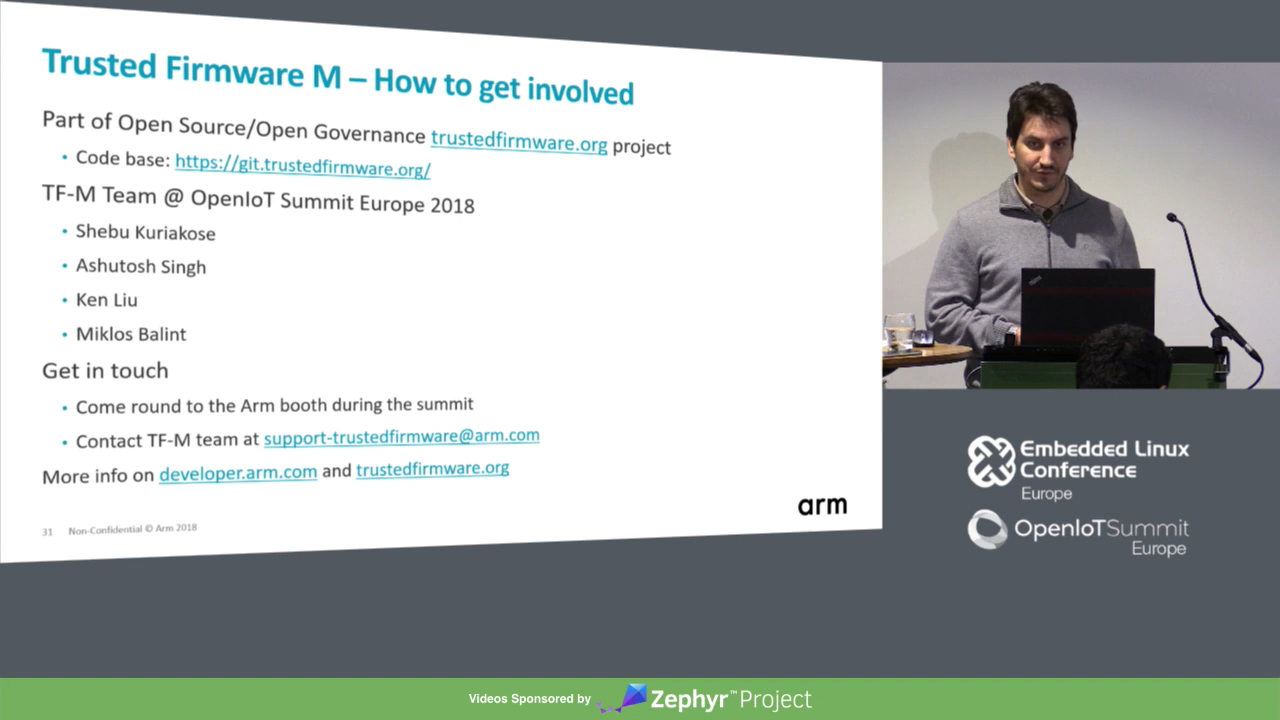 Trusted Firmware M – How to get involved
Part of Open Source/Open Governance trustedfirmware.org project
• Code base: https://git.trustedfirmware.org/
TF-M Team @ OpenIoT Summit Europe 2018
• Shebu Kuriakose
• Ashutosh Singh
• Ken Liu
• Miklos Balint
Get in touch
• Come round to the Arm booth during the summit
• Contact TF-M team at support-trustedfirmware@arm.com
More info on developer.arm.com and trustedfirmware.org
31 Non-Confidential © Arm 2018
arm
Embedded Linux
Conference
Europe
OpenIoTSummit
Europe
Videos Sponsored by Zephyr™Project